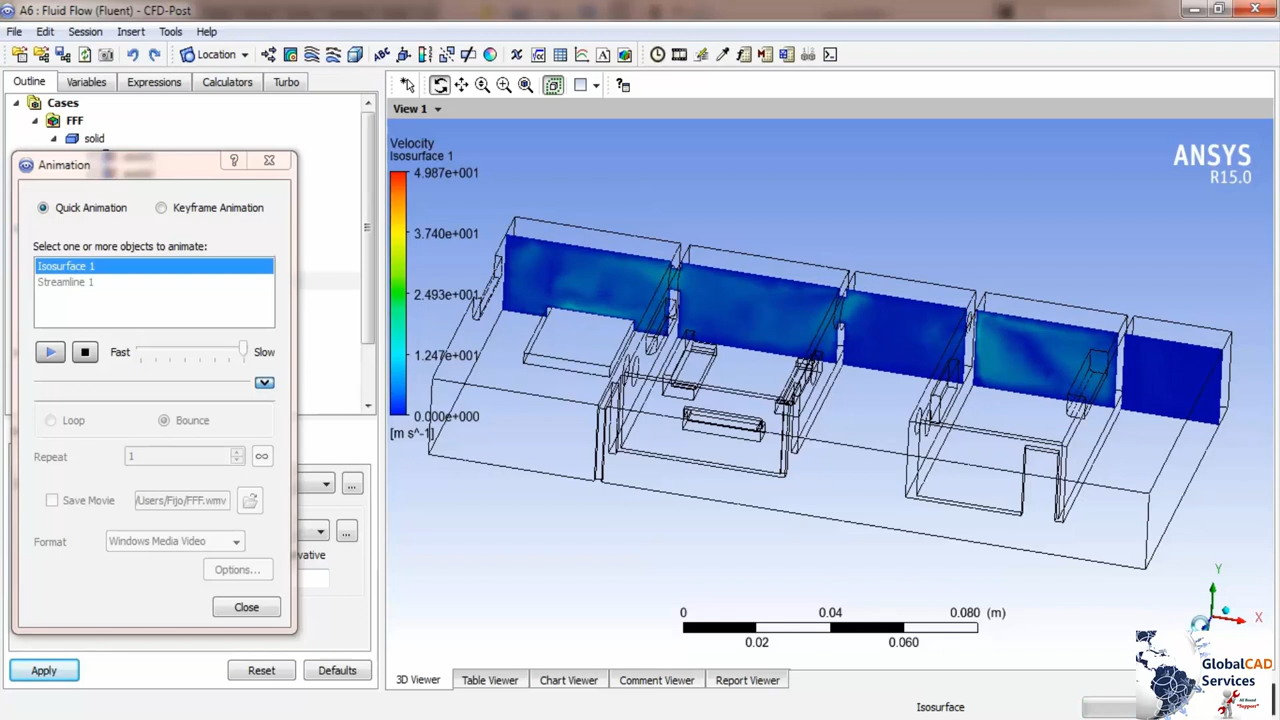 A6 : Fluid Flow (Fluent) - CFD-Post
File Edit Session Insert Tools Help
Location
Outline Variables Expressions Calculators Turbo
Cases
FFF
solid
Animation
Quick Animation Keyframe Animation
Select one or more objects to animate:
Isosurface 1
Streamline 1
Fast Slow
Loop Bounce
Repeat 1
Save Movie /Users/Fijo/FFF.wmv
Format Windows Media Video
Options...
Close
vative
Apply Reset Defaults
View 1
Velocity
Isosurface 1
4.987e+001
3.740e+001
2.493e+001
1.247e+001
0.000e+000
[m s^-1]
ANSYS
R15.0
0 0.04 0.080 (m)
0.02 0.060
Y
X
3D Viewer Table Viewer Chart Viewer Comment Viewer Report Viewer
Isosurface
GlobalCAD
Services
"Support"